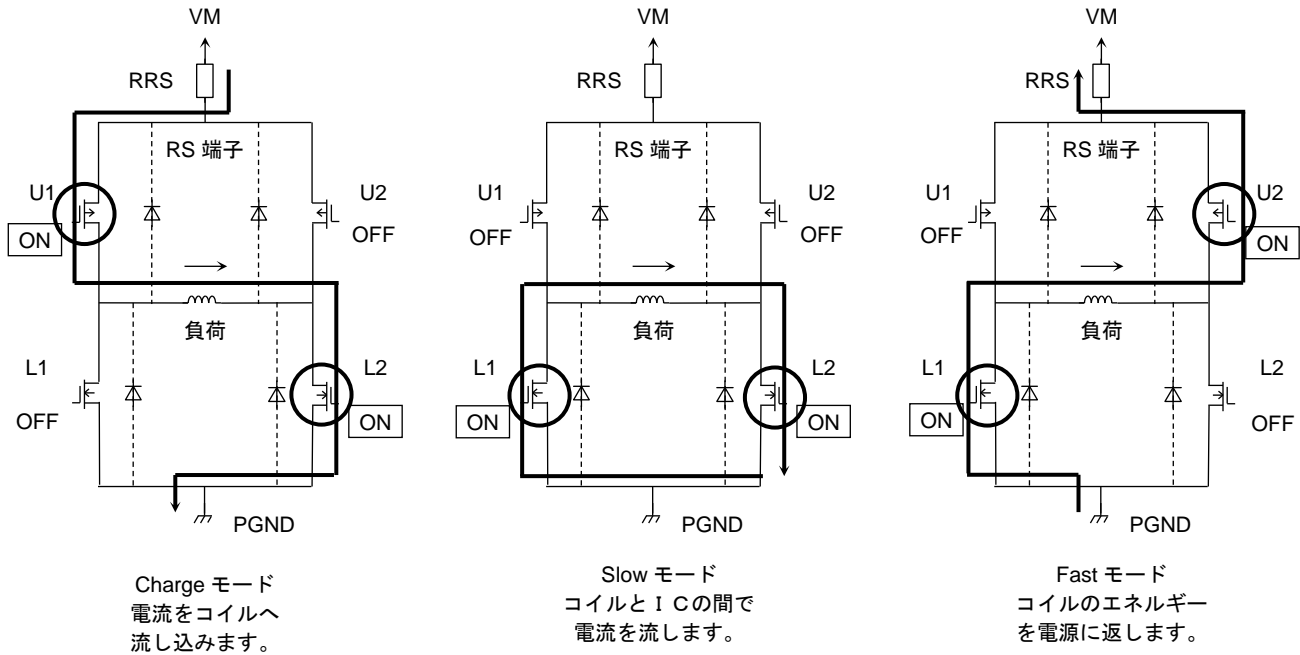 VM
RRS
RS 端子
U1
U2
ON
OFF
負荷
L1
L2
OFF
ON
PGND
Charge モード
電流をコイルへ
流し込みます。
VM
RRS
RS 端子
U1
U2
OFF
OFF
負荷
L1
L2
ON
ON
PGND
Slow モード
コイルとＩＣの間で
電流を流します。
VM
RRS
RS 端子
U1
U2
OFF
ON
負荷
L1
L2
ON
OFF
PGND
Fast モード
コイルのエネルギー
を電源に返します。